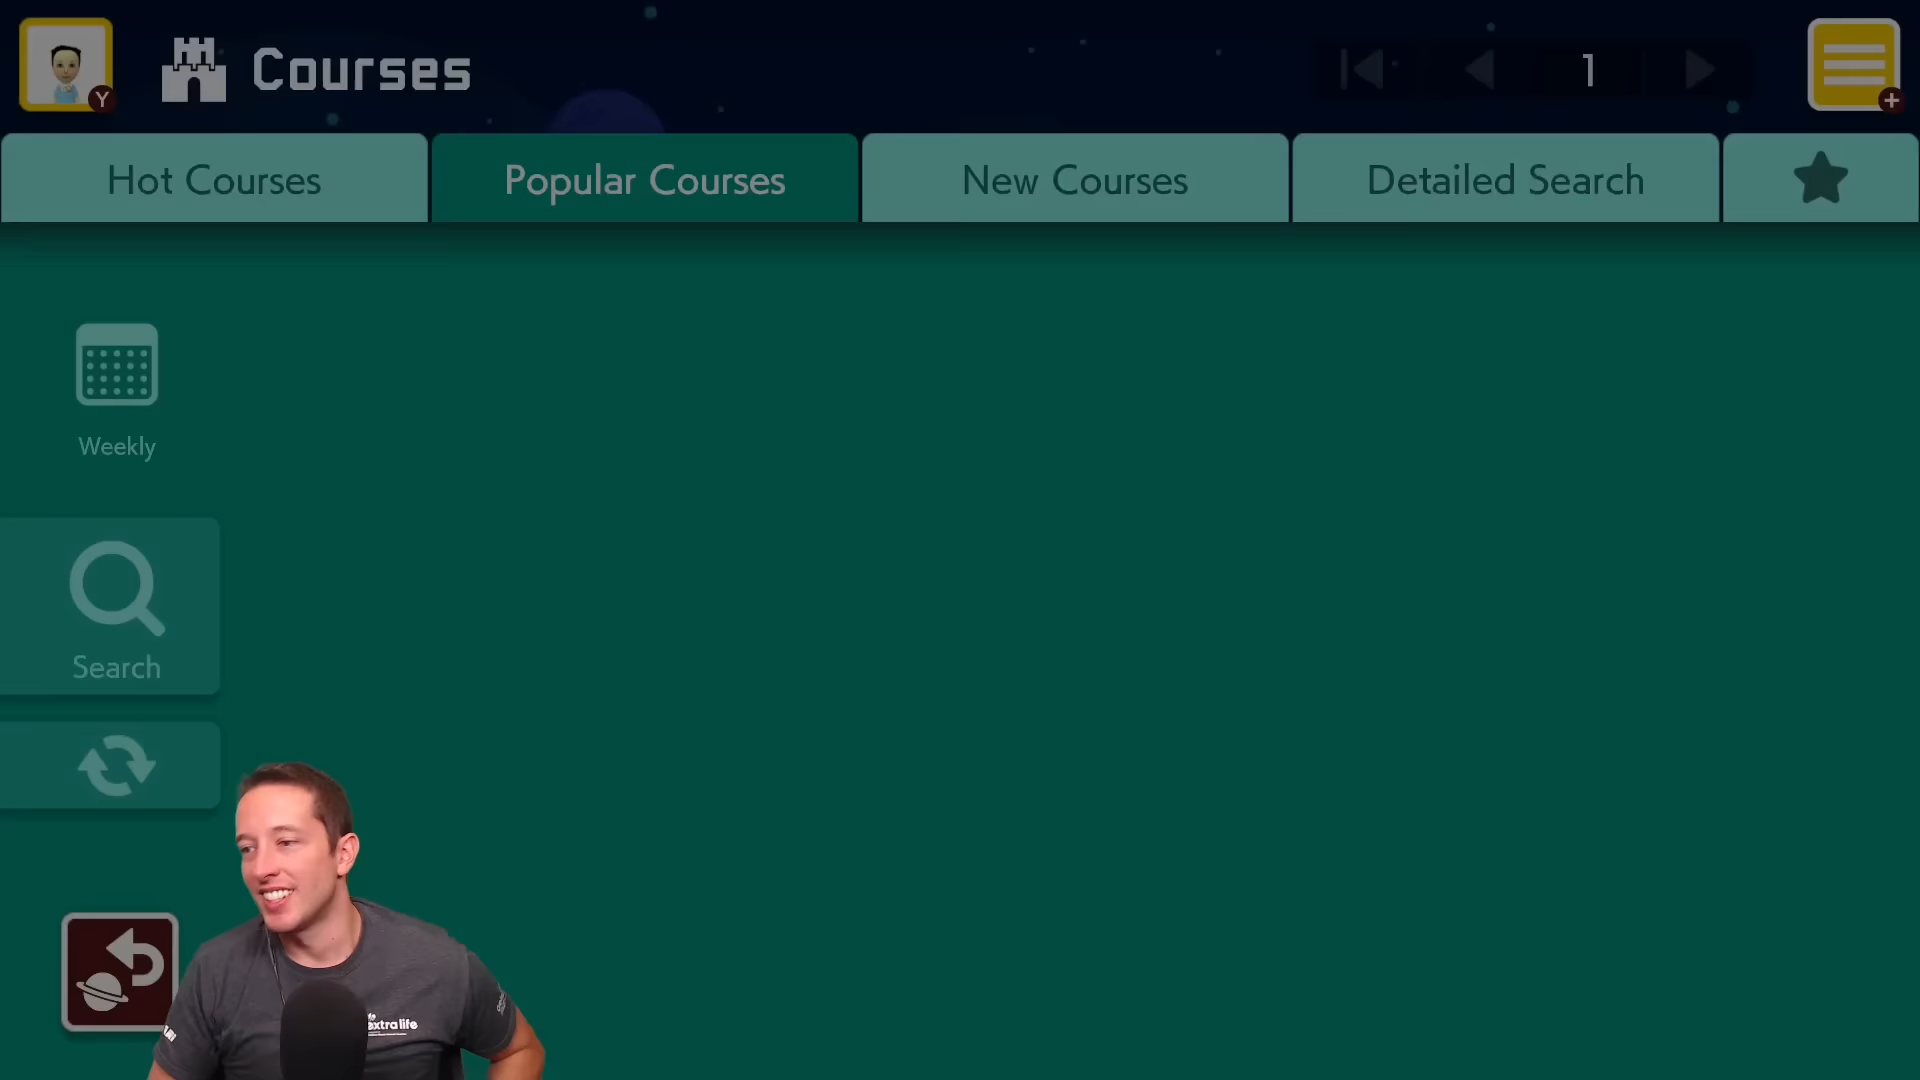 Y
Courses
1
+
Hot Courses
Popular Courses
New Courses
Detailed Search
Weekly
Search
extralife